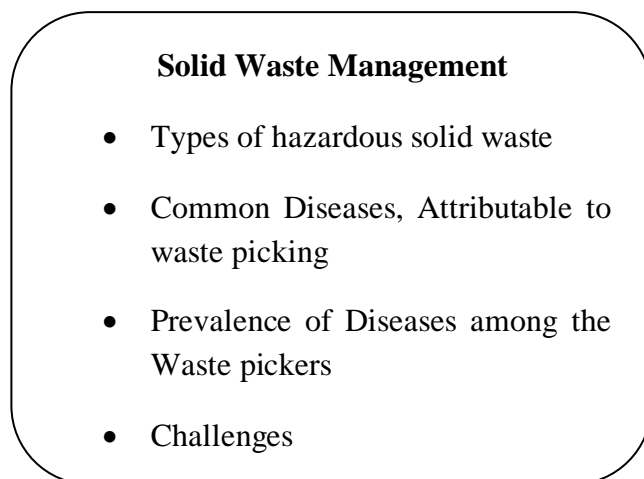 Solid Waste Management
• Types of hazardous solid waste
• Common Diseases, Attributable to
waste picking
• Prevalence of Diseases among the
Waste pickers
• Challenges